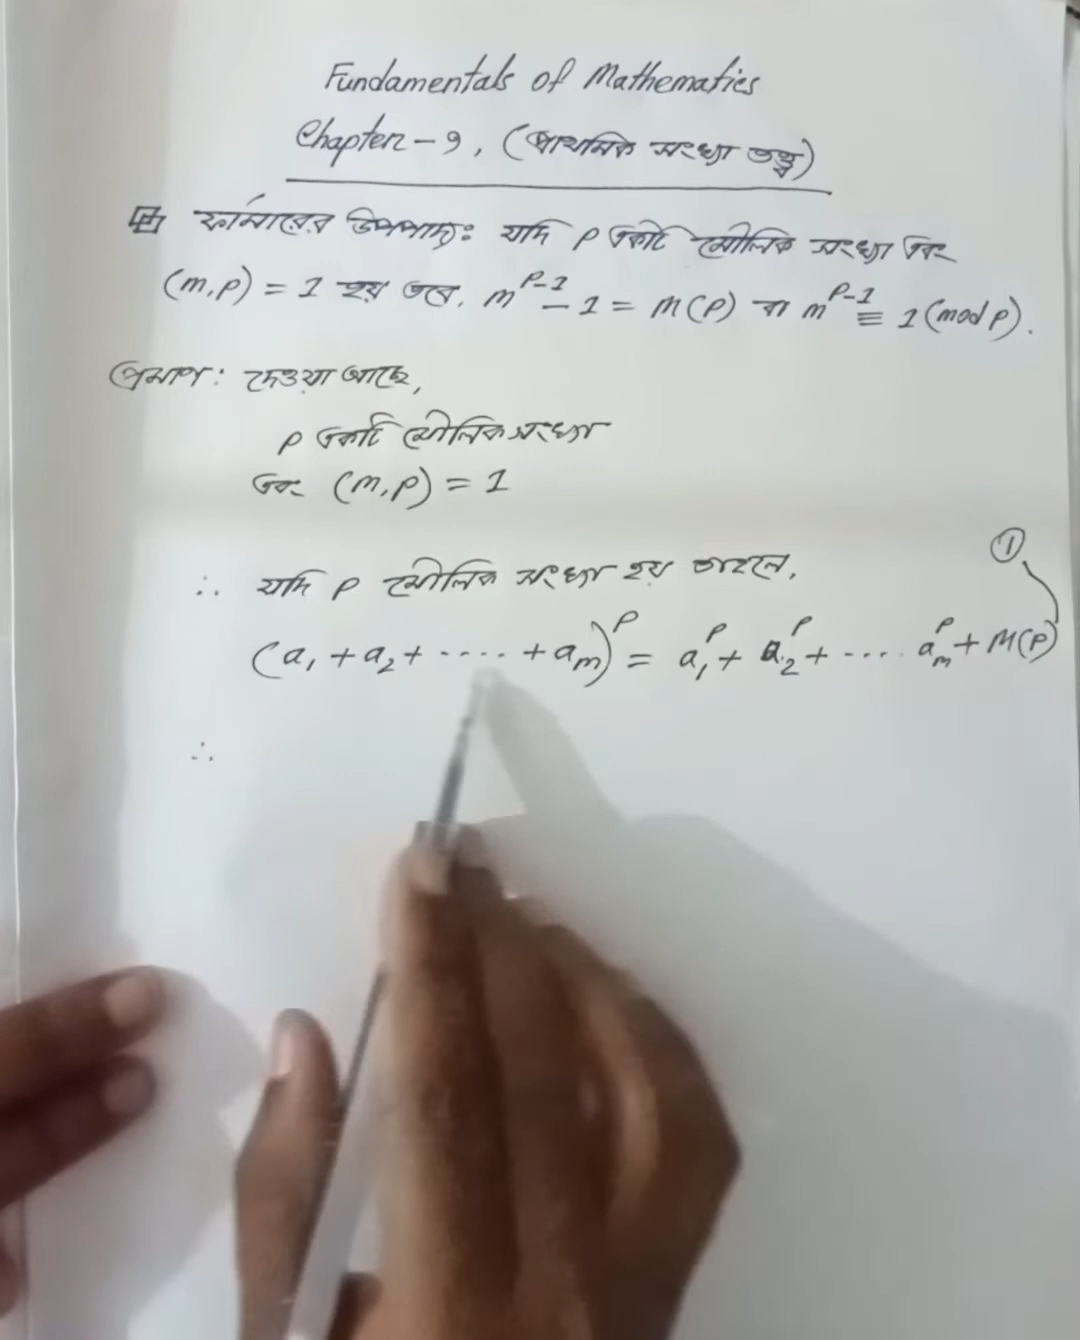 Fundamentals of Mathematics
Chapter - 9, (প্রাথমিক সংখ্যা তত্ত্ব)
ফার্মারের উপপাদ্য: যদি P একটি মৌলিক সংখ্যা এবং
(m,p) = 1 হয় তবে, m^{P-1} - 1 = M(P) বা m^{P-1} ≡ 1 (mod p).
প্রমাণ: দেওয়া আছে,
P একটি মৌলিক সংখ্যা
এবং (m,p) = 1
①
∴ যদি P মৌলিক সংখ্যা হয় তাহলে,
(a₁ + a₂ + ····· + aₘ)^P = a₁^P + a₂^P + ···· aₘ^P + M(P)
∴